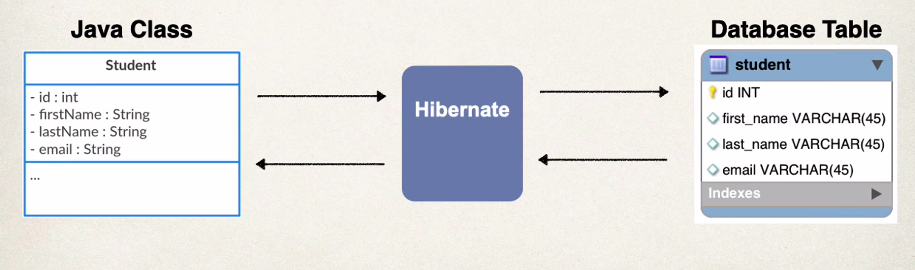 Java Class
Student
- id : int
- firstName : String
- lastName : String
- email : String
...
Hibernate
Database Table
student
id INT
first_name VARCHAR(45)
last_name VARCHAR(45)
email VARCHAR(45)
Indexes